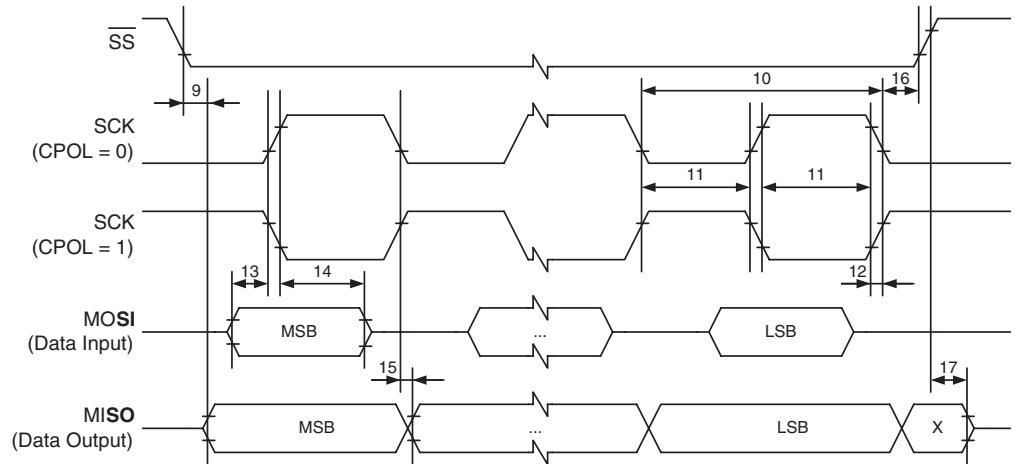 SS
9
10
16
SCK
(CPOL = 0)
11
11
SCK
(CPOL = 1)
13
14
12
MOSI
(Data Input)
MSB
...
LSB
15
17
MISO
(Data Output)
MSB
...
LSB
X